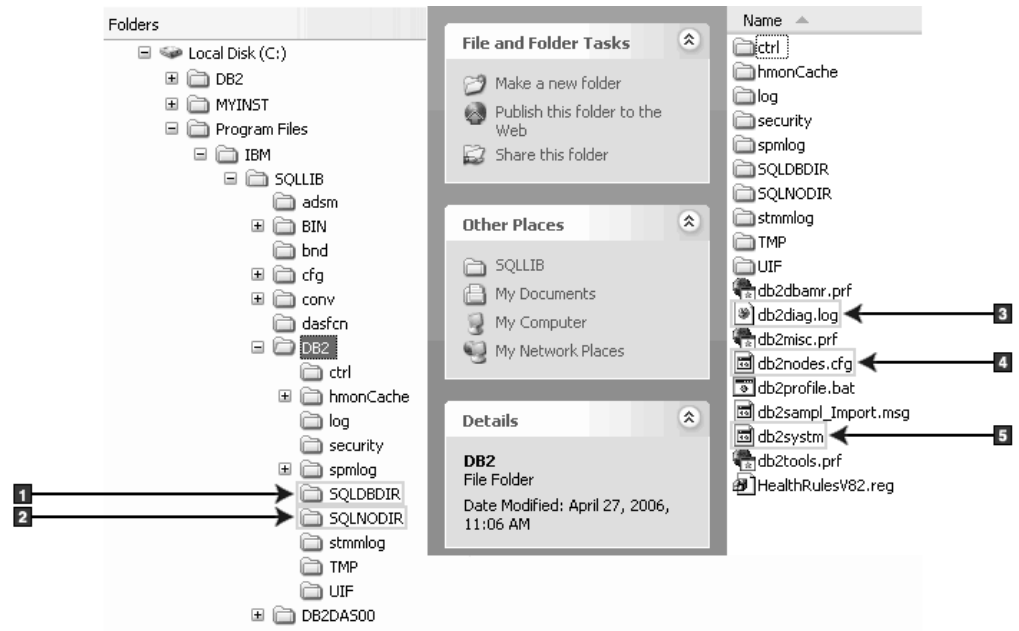 Folders
Local Disk (C:)
DB2
MYINST
Program Files
IBM
SQLLIB
adsm
BIN
bnd
cfg
conv
dasfcn
DB2
ctrl
hmonCache
log
security
spmlog
1
SQLDBDIR
2
SQLNODIR
stmmlog
TMP
UIF
DB2DAS00
File and Folder Tasks
Make a new folder
Publish this folder to the
Web
Share this folder
Other Places
SQLLIB
My Documents
My Computer
My Network Places
Details
DB2
File Folder
Date Modified: April 27, 2006,
11:06 AM
Name
ctrl
hmonCache
log
security
spmlog
SQLDBDIR
SQLNODIR
stmmlog
TMP
UIF
db2dbamr.prf
db2diag.log
3
db2misc.prf
db2nodes.cfg
4
db2profile.bat
db2sampl_Import.msg
db2systm
5
db2tools.prf
HealthRulesV82.reg